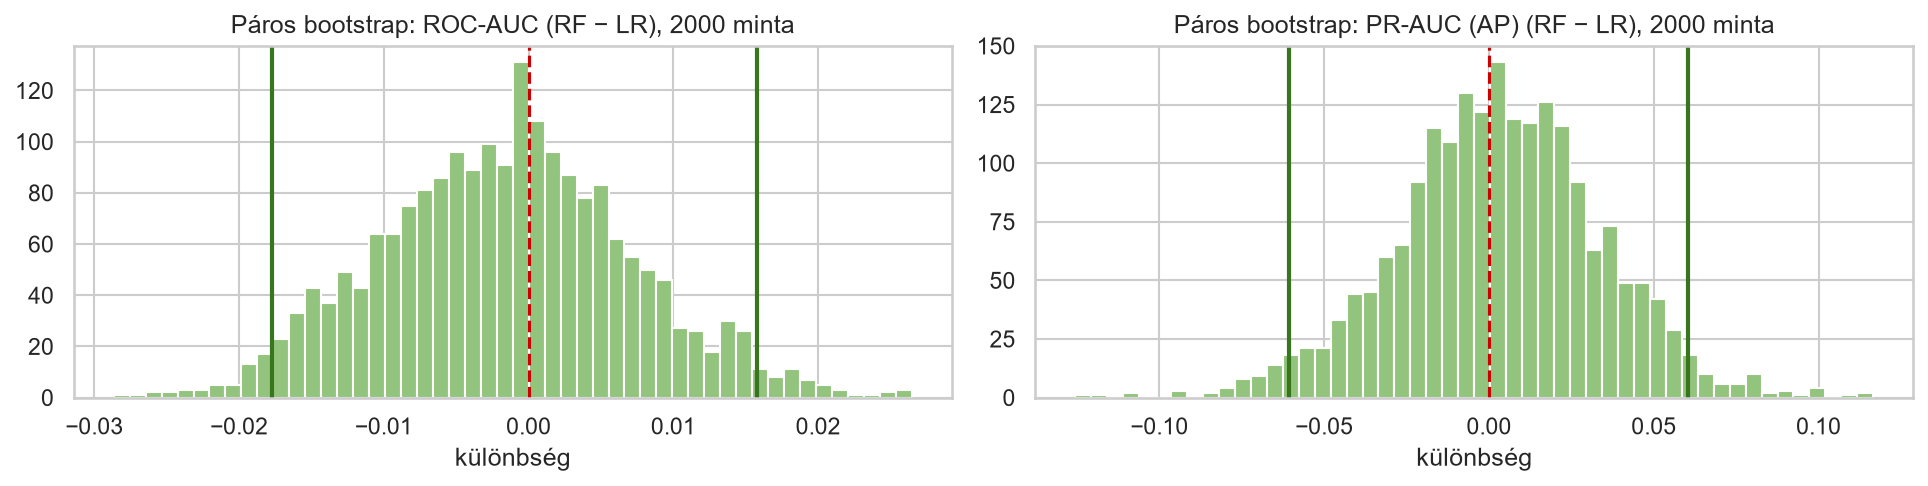 Páros bootstrap: ROC-AUC (RF − LR), 2000 minta
120
100
80
60
40
20
0
−0.03 −0.02 −0.01 0.00 0.01 0.02
különbség
Páros bootstrap: PR-AUC (AP) (RF − LR), 2000 minta
150
125
100
75
50
25
0
−0.10 −0.05 0.00 0.05 0.10
különbség